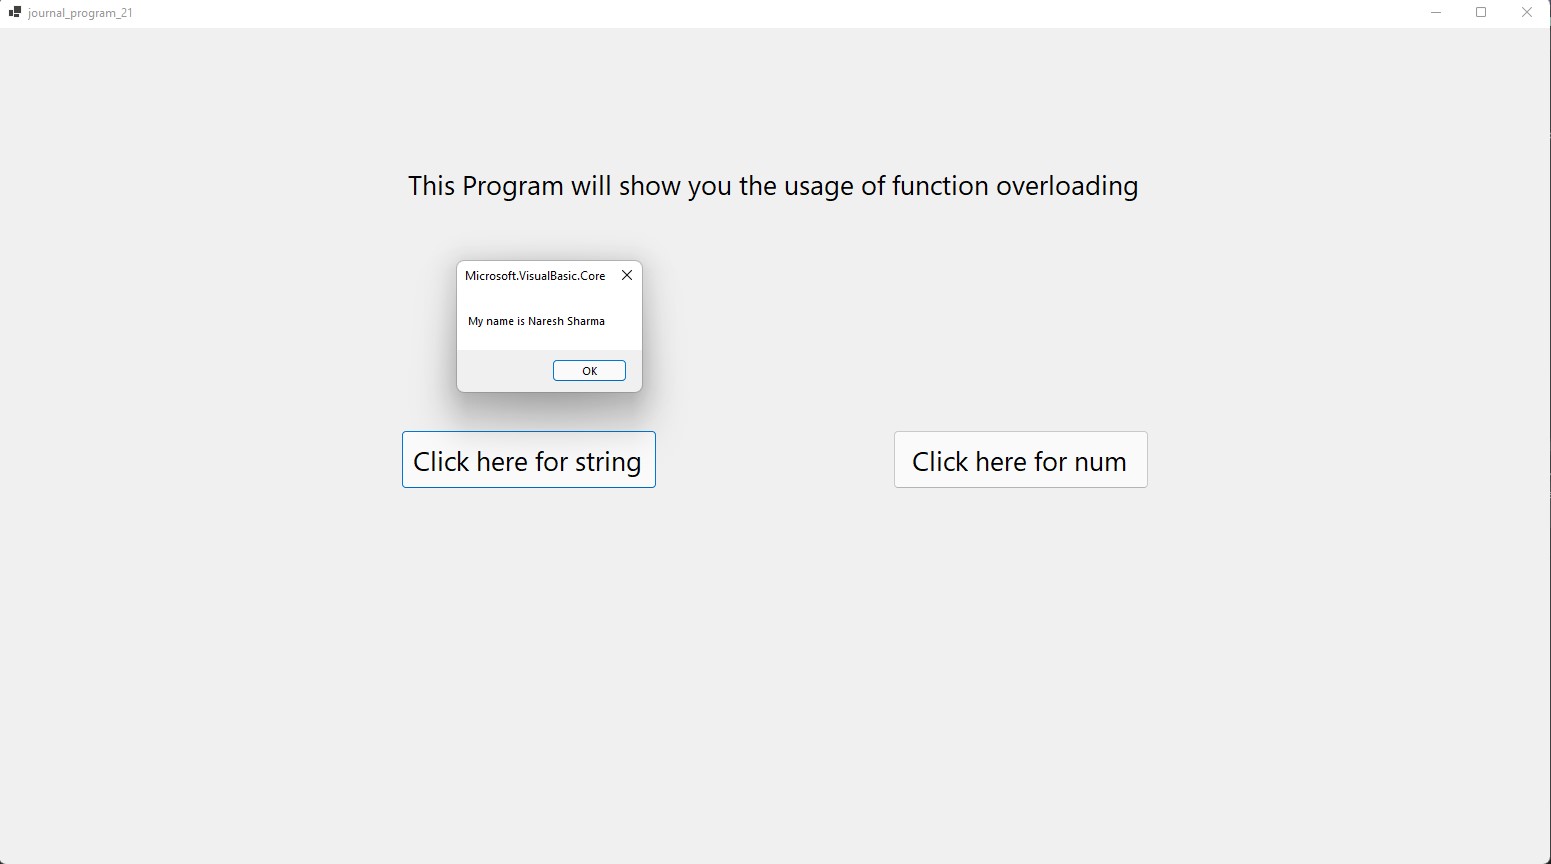 journal_program_21
This Program will show you the usage of function overloading
Microsoft.VisualBasic.Core
My name is Naresh Sharma
OK
Click here for string
Click here for num